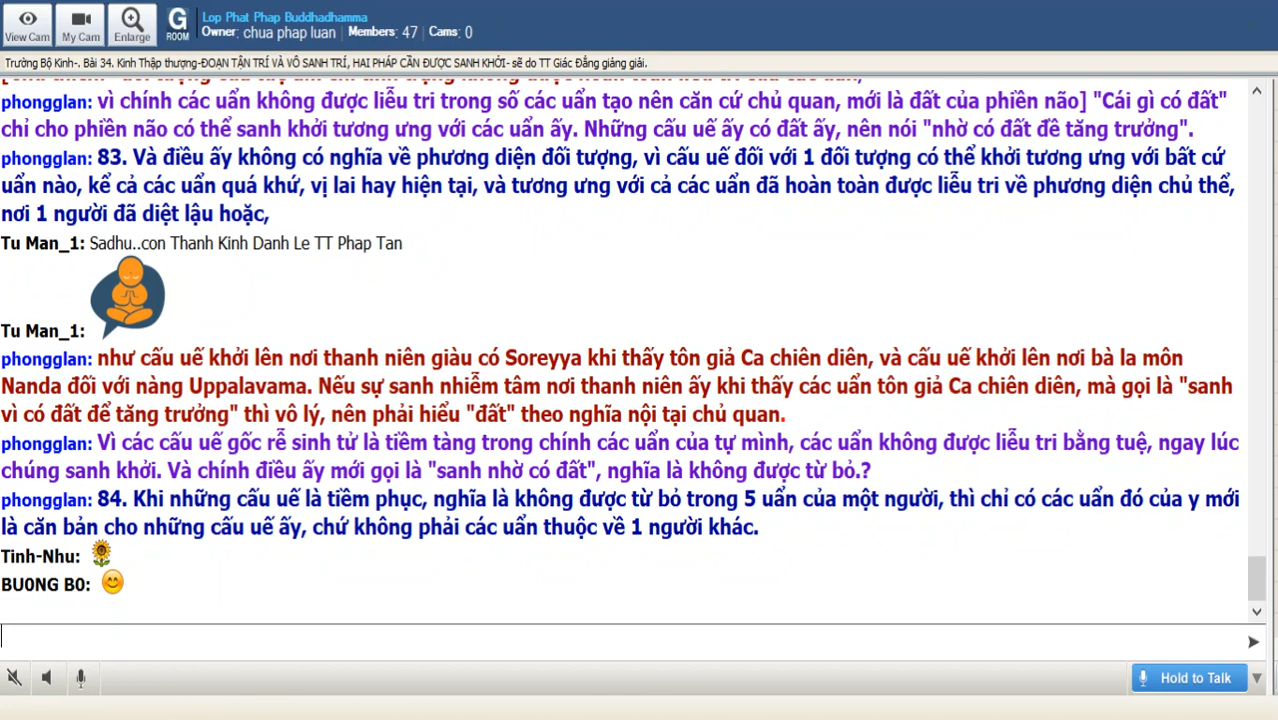 Lop Phat Phap Buddhadhamma
View Cam
My Cam
Enlarge
G
ROOM
Owner: chua phap luan | Members: 47 | Cams: 0
Trường Bộ Kinh-. Bài 34. Kinh Thập thượng-ĐOẠN TẬN TRÍ VÀ VÔ SANH TRÍ, HAI PHÁP CẦN ĐƯỢC SANH KHỞI- sẽ do TT Giác Đẳng giảng giải.
phongglan: vì chính các uẩn không được liễu tri trong số các uẩn tạo nên căn cứ chủ quan, mới là đất của phiền não] "Cái gì có đất"
chỉ cho phiền não có thể sanh khởi tương ưng với các uẩn ấy. Những cấu uế ấy có đất ấy, nên nói "nhờ có đất đề tăng trưởng".
phongglan: 83. Và điều ấy không có nghĩa về phương diện đối tượng, vì cấu uế đối với 1 đối tượng có thể khởi tương ưng với bất cứ
uẩn nào, kể cả các uẩn quá khứ, vị lai hay hiện tại, và tương ưng với cả các uẩn đã hoàn toàn được liễu tri về phương diện chủ thể,
nơi 1 người đã diệt lậu hoặc,
Tu Man_1: Sadhu..con Thanh Kinh Danh Le TT Phap Tan
Tu Man_1:
phongglan: như cấu uế khởi lên nơi thanh niên giàu có Soreyya khi thấy tôn giả Ca chiên diên, và cấu uế khởi lên nơi bà la môn
Nanda đối với nàng Uppalavama. Nếu sự sanh nhiễm tâm nơi thanh niên ấy khi thấy các uẩn tôn giả Ca chiên diên, mà gọi là "sanh
vì có đất để tăng trưởng" thì vô lý, nên phải hiểu "đất" theo nghĩa nội tại chủ quan.
phongglan: Vì các cấu uế gốc rễ sinh tử là tiềm tàng trong chính các uẩn của tự mình, các uẩn không được liễu tri bằng tuệ, ngay lúc
chúng sanh khởi. Và chính điều ấy mới gọi là "sanh nhờ có đất", nghĩa là không được từ bỏ.?
phongglan: 84. Khi những cấu uế là tiềm phục, nghĩa là không được từ bỏ trong 5 uẩn của một người, thì chỉ có các uẩn đó của y mới
là căn bản cho những cấu uế ấy, chứ không phải các uẩn thuộc về 1 người khác.
Tinh-Nhu:
BU0NG B0:
Hold to Talk